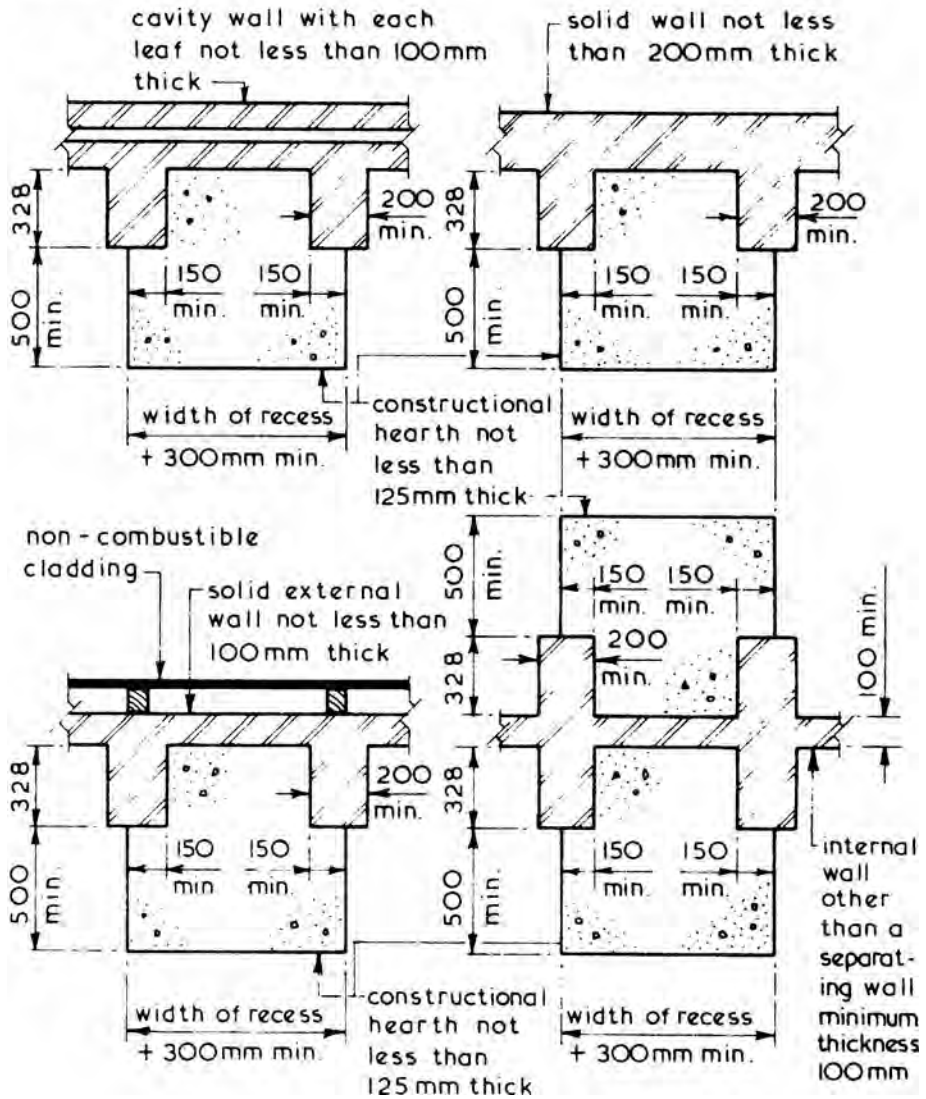 cavity wall with each
leaf not less than 100mm
thick
solid wall not less
than 200mm thick
328
200
min.
150
min.
150
min.
500
min
328
200
min.
150
min.
150
min.
500
min
width of recess
+ 300mm min.
constructional
hearth not
less than
125mm thick
width of recess
+ 300mm min.
non-combustible
cladding
solid external
wall not less than
100mm thick
328
200
min.
150
min.
150
min.
500
min.
width of recess
+ 300mm min.
constructional
hearth not
less than
125mm thick
500
min.
150
min.
150
min.
328
200
min.
100 min.
328
150
min.
150
min.
500
min.
width of recess
+ 300mm min.
internal
wall
other
than a
separat-
ing wall
minimum
thickness
100mm